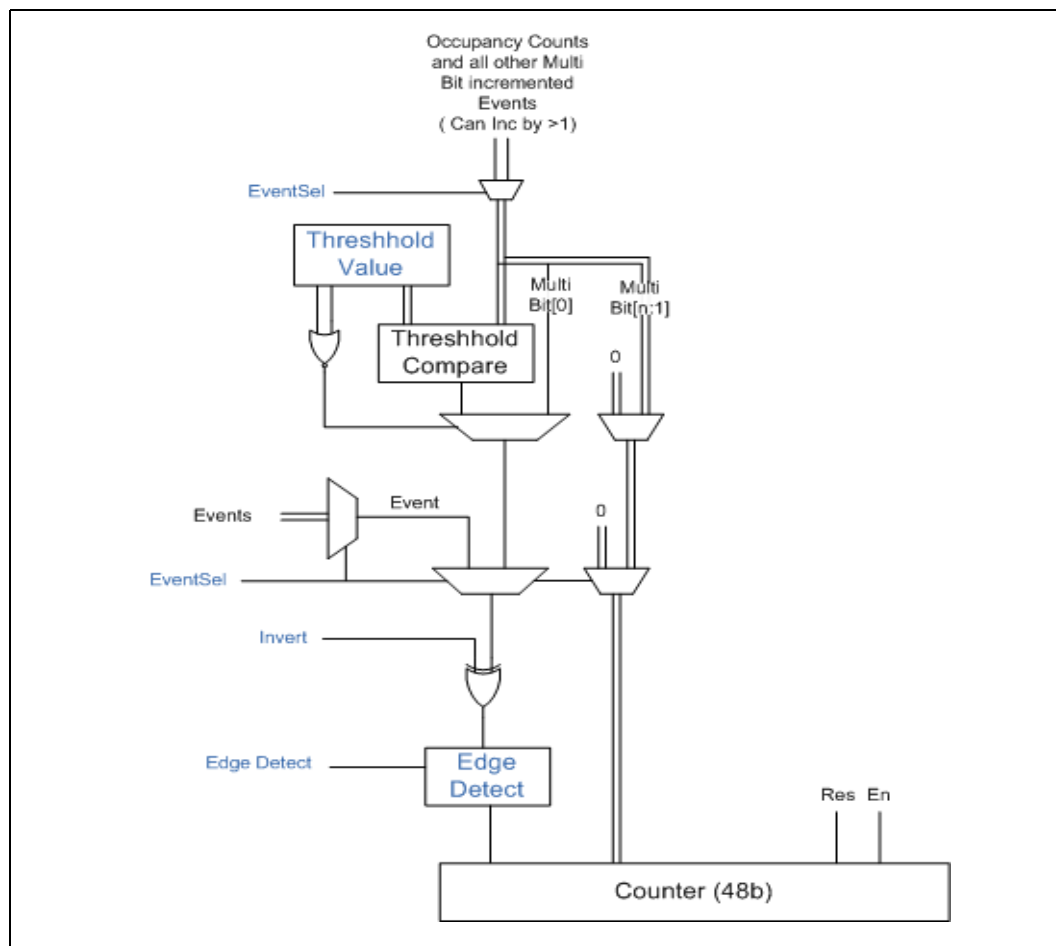 Occupancy Counts
and all other Multi
Bit incremented
Events
( Can Inc by >1)
EventSel
Threshhold
Value
Multi
Bit[0]
Multi
Bit[n:1]
Threshhold
Compare
0
Events
Event
0
EventSel
Invert
Edge Detect
Edge
Detect
Res En
Counter (48b)